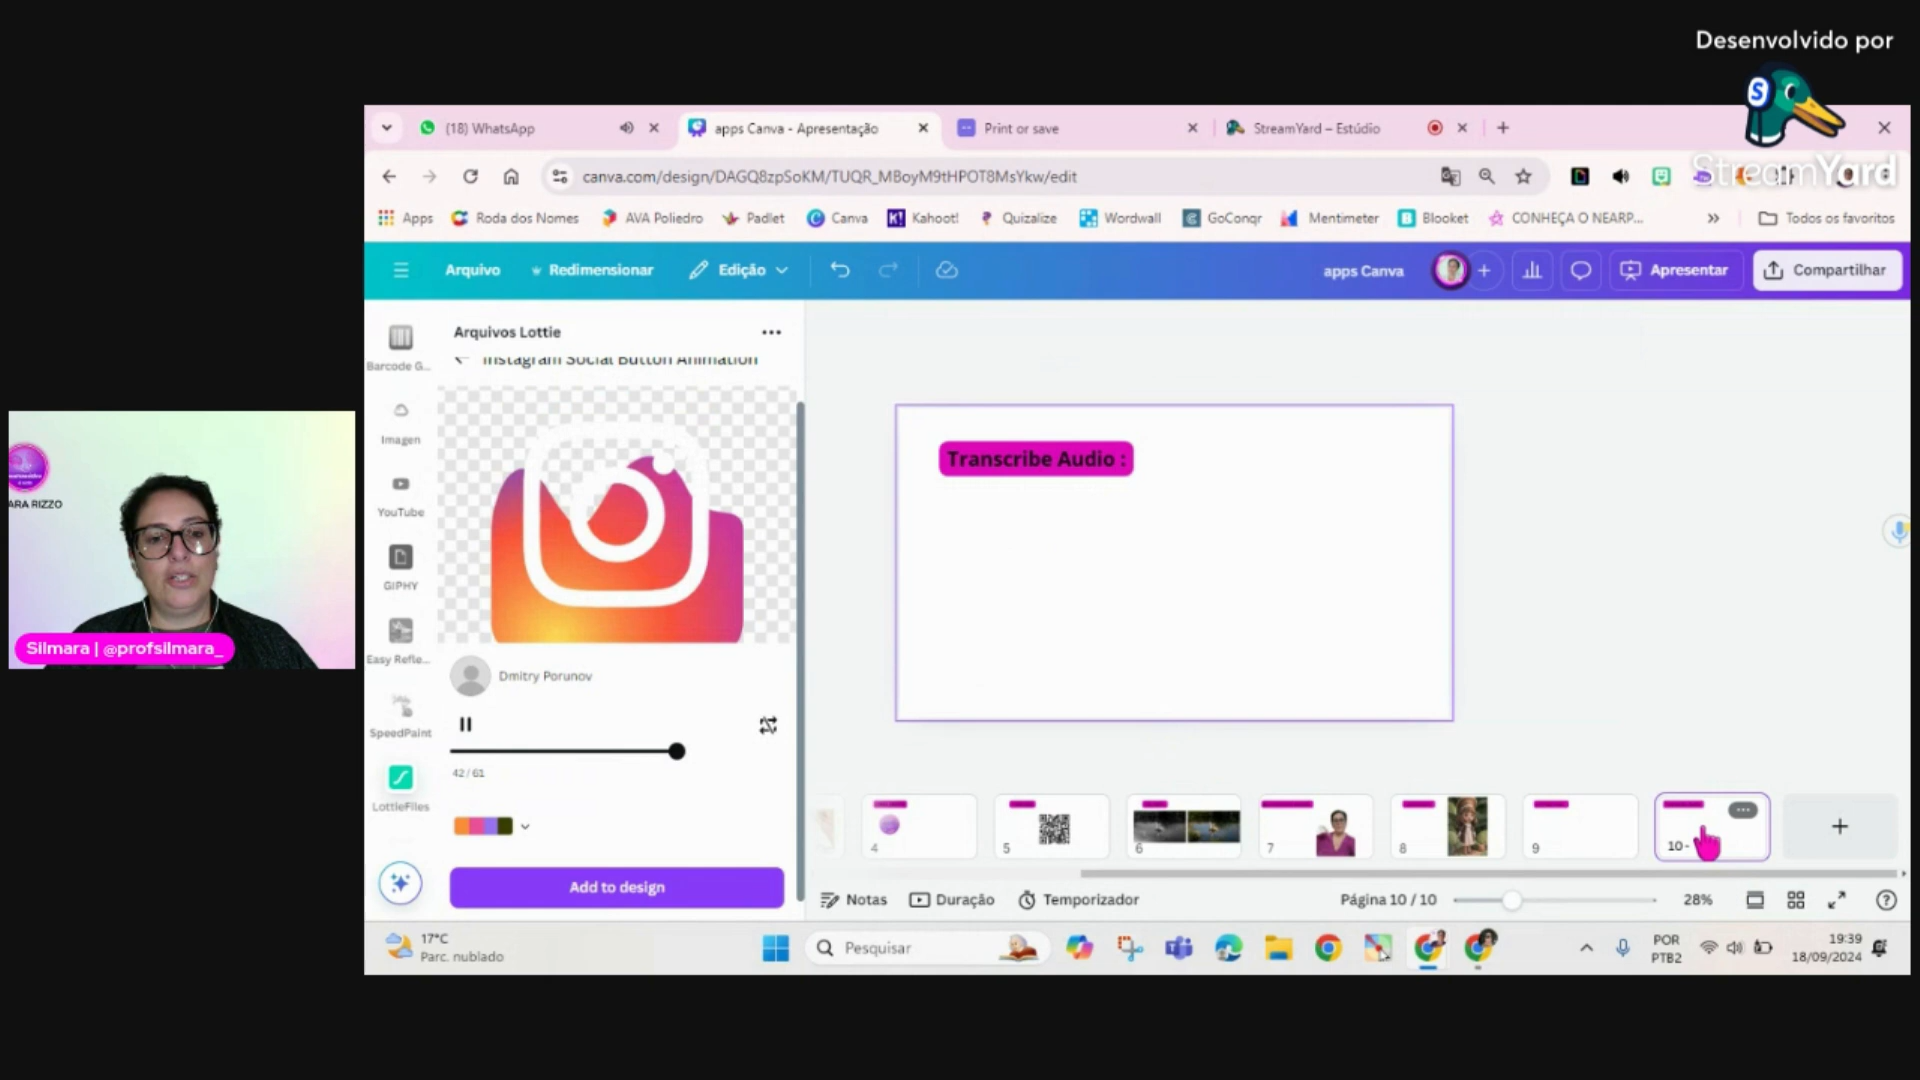 Desenvolvido por
StreamYard
(18) WhatsApp
apps Canva - Apresentação
Print or save
StreamYard – Estúdio
canva.com/design/DAGQ8zpSoKM/TUQR_MBoyM9tHPOT8MsYkw/edit
Apps
Roda dos Nomes
AVA Poliedro
Padlet
Canva
Kahoot!
Quizalize
Wordwall
GoConqr
Mentimeter
Blooket
CONHEÇA O NEARP...
Todos os favoritos
Arquivo
Redimensionar
Edição
apps Canva
Apresentar
Compartilhar
Barcode G...
Imagen
YouTube
GIPHY
Easy Refle...
SpeedPaint
LottieFiles
Arquivos Lottie
Instagram Social Button Animation
Dmitry Porunov
42 / 61
Add to design
Transcribe Audio :
4
5
6
7
8
9
10 -
Notas
Duração
Temporizador
Página 10 / 10
28%
ARA RIZZO
Silmara | @profsilmara_
17°C
Parc. nublado
Pesquisar
POR
PTB2
19:39
18/09/2024